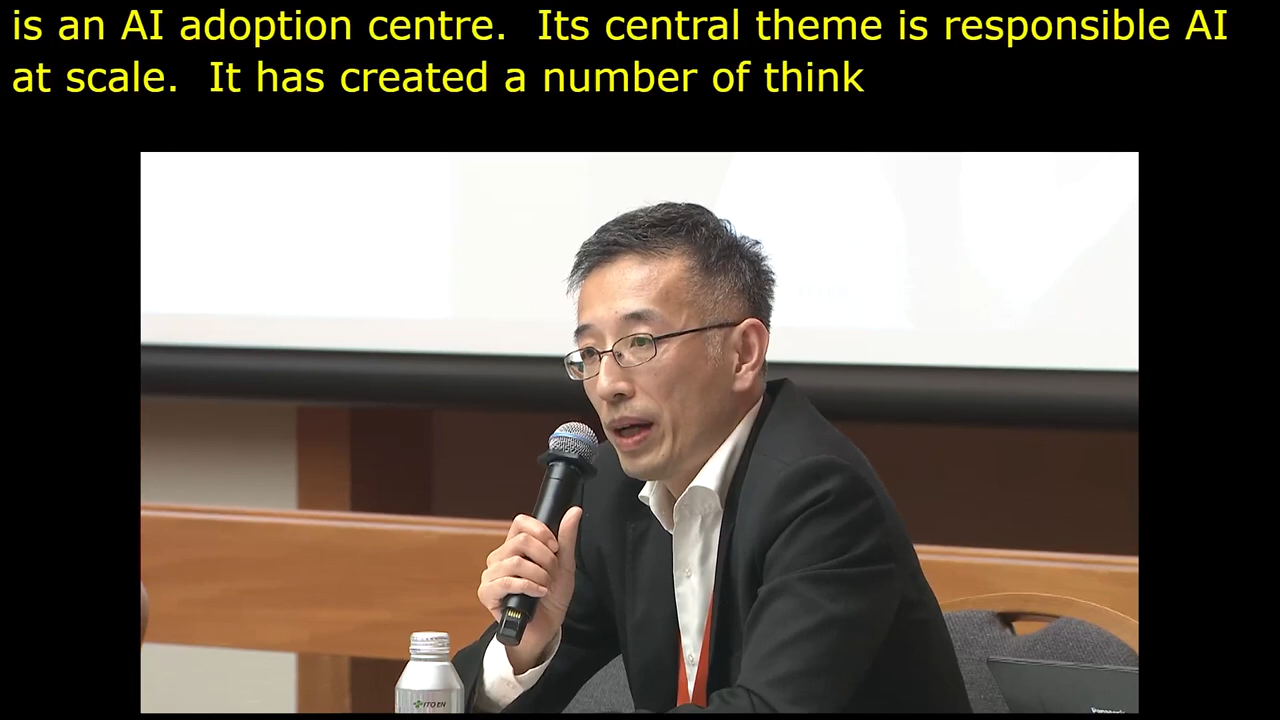 is an AI adoption centre.  Its central theme is responsible AI
at scale.  It has created a number of think
ITO EN
Panasonic